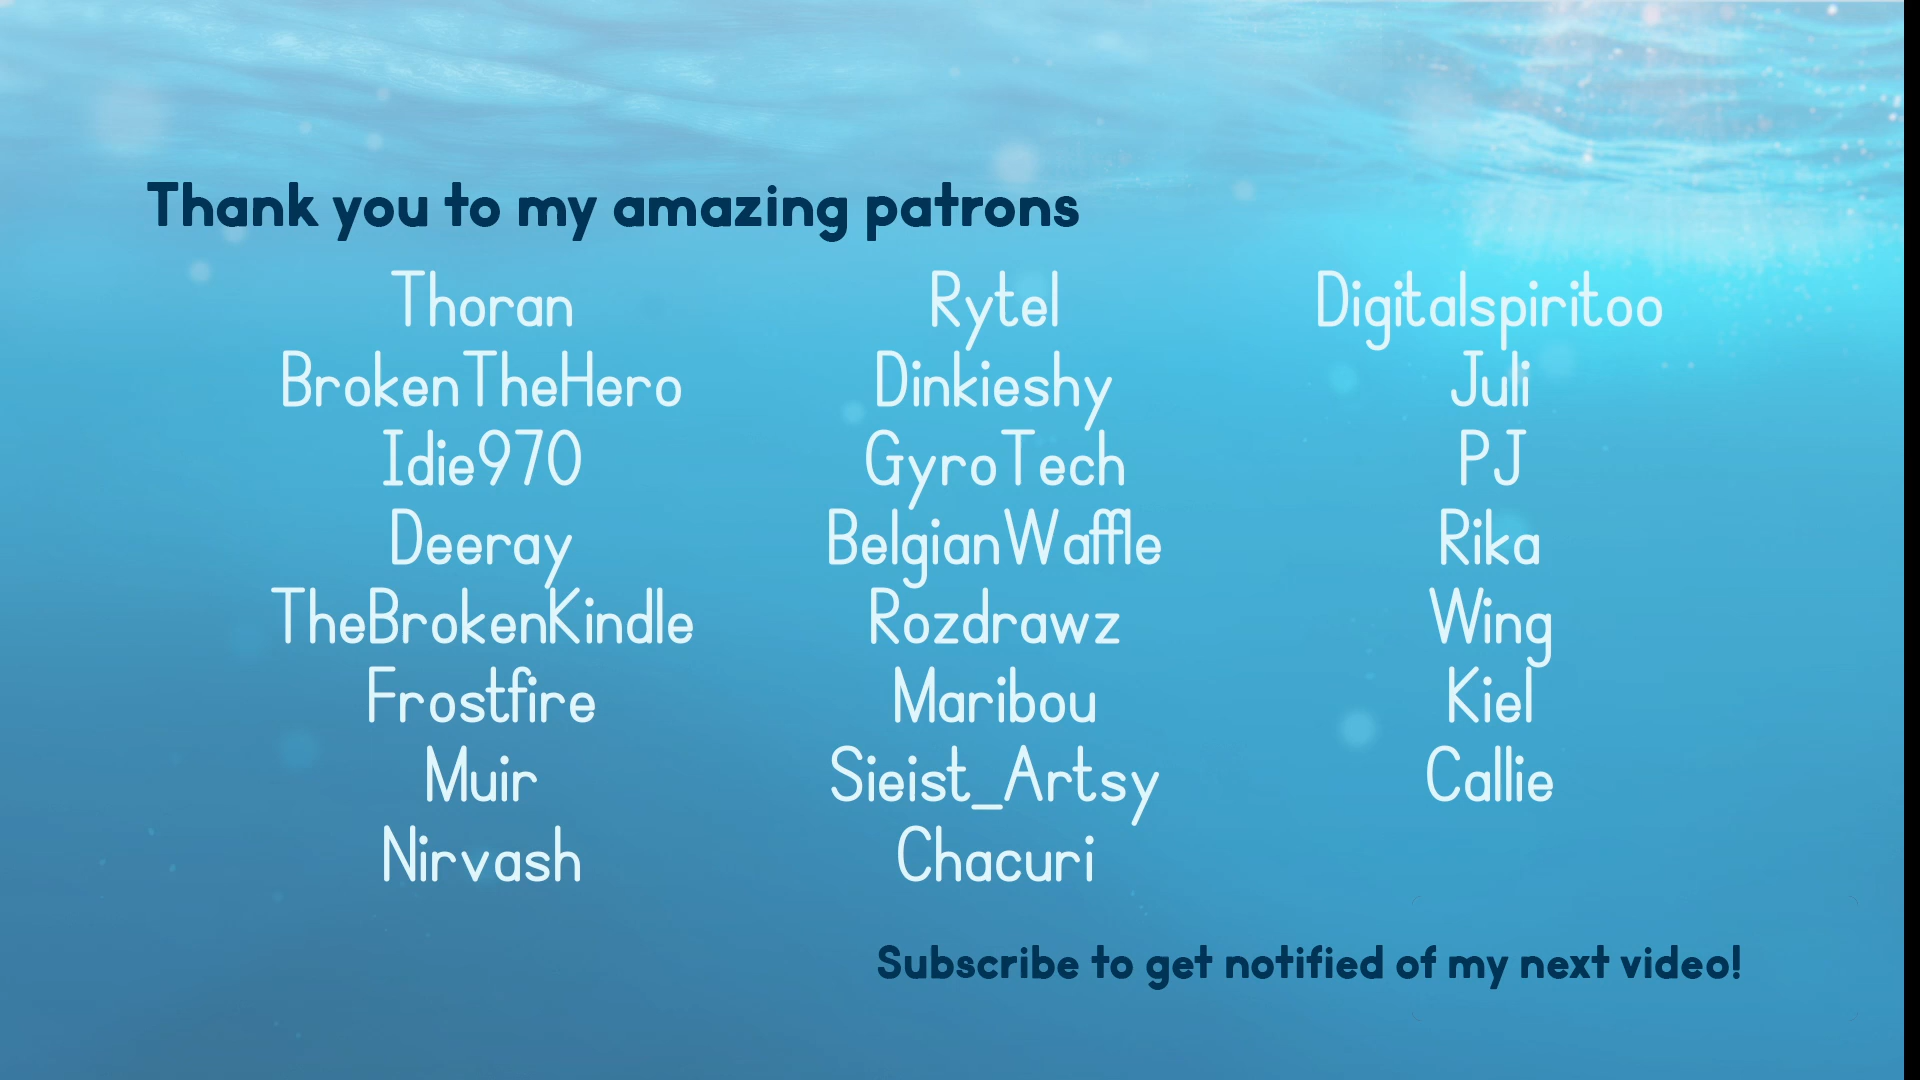 Thank you to my amazing patrons
Thoran
BrokenTheHero
Idie970
Deeray
TheBrokenKindle
Frostfire
Muir
Nirvash
Rytel
Dinkieshy
GyroTech
BelgianWaffle
Rozdrawz
Maribou
Sieist_Artsy
Chacuri
Digitalspiritoo
Juli
PJ
Rika
Wing
Kiel
Callie
Subscribe to get notified of my next video!